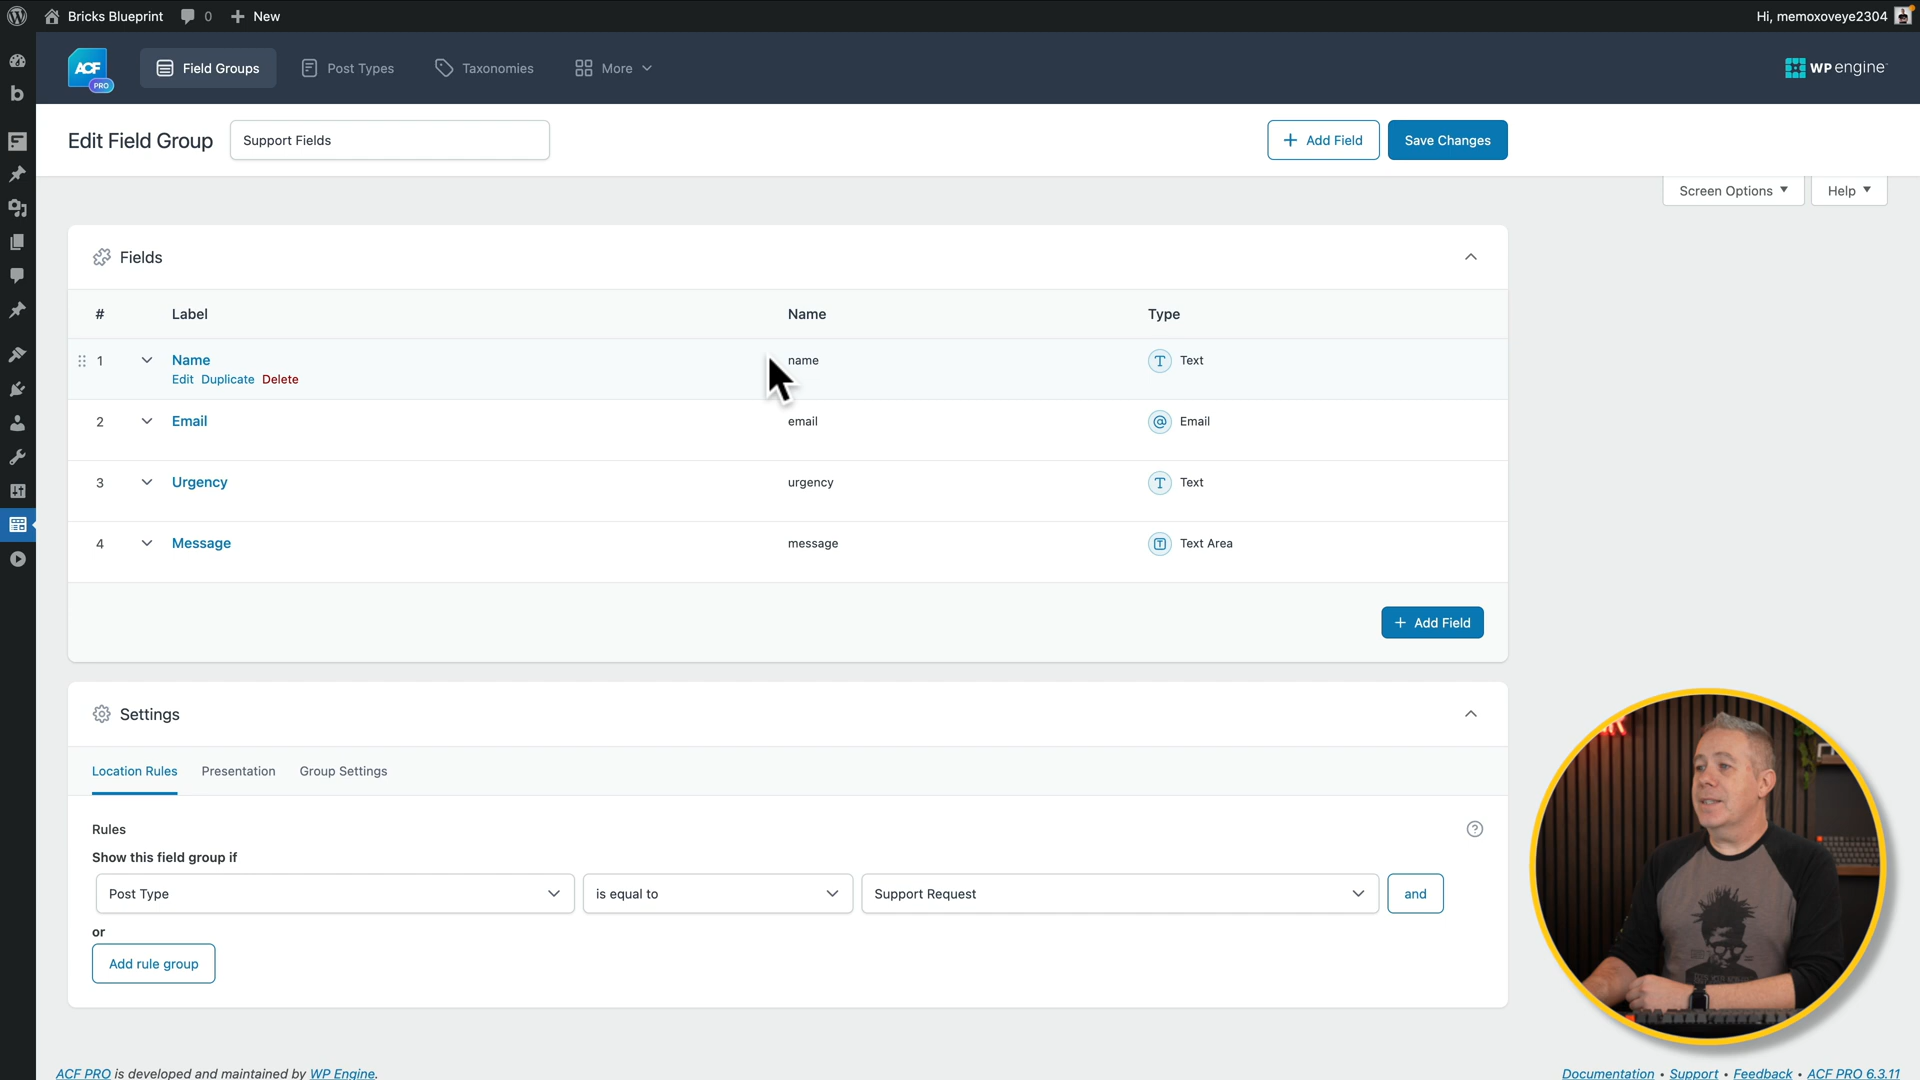 Bricks Blueprint 0 New Hi, memoxoveye2304
ACF PRO Field Groups Post Types Taxonomies More WP engine
Edit Field Group Support Fields + Add Field Save Changes
Screen Options Help
Fields
# Label Name Type
1 Name name Text
Edit Duplicate Delete
2 Email email Email
3 Urgency urgency Text
4 Message message Text Area
+ Add Field
Settings
Location Rules Presentation Group Settings
Rules
Show this field group if
Post Type is equal to Support Request and
or
Add rule group
ACF PRO is developed and maintained by WP Engine. Documentation • Support • Feedback • ACF PRO 6.3.11